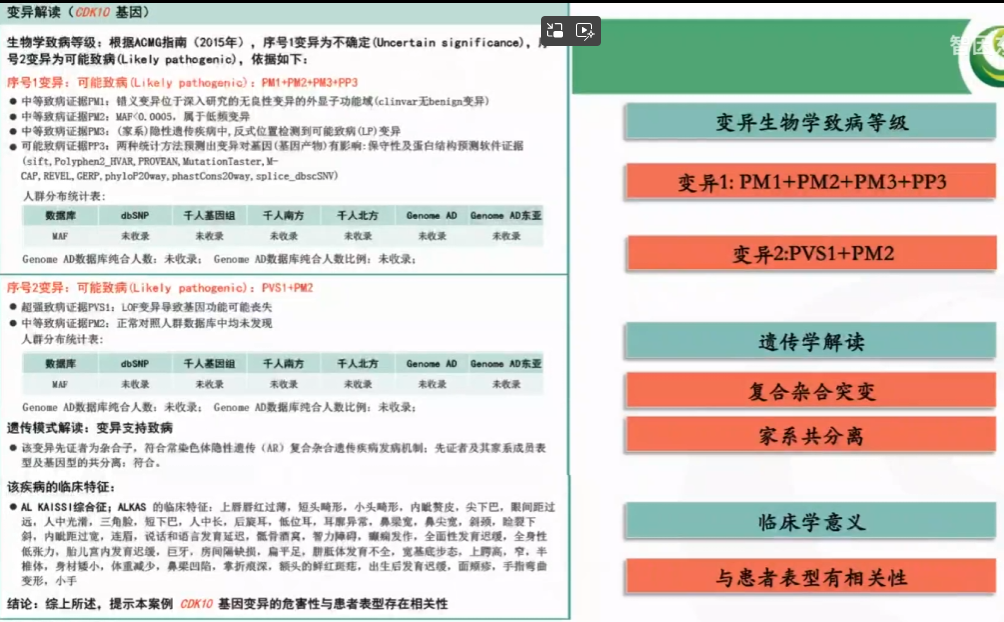 变异解读（CDK10 基因）
生物学致病等级：根据ACMG指南（2015年），序号1变异为不确定(Uncertain significance)，序
号2变异为可能致病(Likely pathogenic)，依据如下：
序号1变异：可能致病(Likely pathogenic)：PM1+PM2+PM3+PP3
● 中等致病证据PM1：错义变异位于深入研究的无良性变异的外显子功能域(clinvar无benign变异)
● 中等致病证据PM2：MAF<0.0005，属于低频变异
● 中等致病证据PM3：(家系)隐性遗传疾病中,反式位置检测到可能致病(LP)变异
● 可能致病证据PP3：两种统计方法预测出变异对基因(基因产物)有影响:保守性及蛋白结构预测软件证据
(sift,Polyphen2_HVAR,PROVEAN,MutationTaster,M-
CAP,REVEL,GERP,phyloP20way,phastCons20way,splice_dbscSNV)
人群分布统计表：
数据库 dbSNP 千人基因组 千人南方 千人北方 Genome AD Genome AD东亚
MAF 未收录 未收录 未收录 未收录 未收录 未收录
Genome AD数据库纯合人数：未收录； Genome AD数据库纯合人数比例：未收录；
序号2变异：可能致病(Likely pathogenic)：PVS1+PM2
● 超强致病证据PVS1：LOF变异导致基因功能可能丧失
● 中等致病证据PM2：正常对照人群数据库中均未发现
人群分布统计表：
数据库 dbSNP 千人基因组 千人南方 千人北方 Genome AD Genome AD东亚
MAF 未收录 未收录 未收录 未收录 未收录 未收录
Genome AD数据库纯合人数：未收录； Genome AD数据库纯合人数比例：未收录；
遗传模式解读：变异支持致病
● 该变异先证者为杂合子，符合常染色体隐性遗传（AR）复合杂合遗传疾病发病机制；先证者及其家系成员表
型及基因型的共分离：符合。
该疾病的临床特征：
● AL KAISSI综合征；ALKAS 的临床特征：上唇唇红过薄，短头畸形，小头畸形，内眦赘皮，尖下巴，眼间距过
远，人中光滑，三角脸，短下巴，人中长，后旋耳，低位耳，耳廓异常，鼻梁宽，鼻尖宽，斜颈，睑裂下
斜，内眦距过宽，连眉，说话和语言发育延迟，骶骨酒窝，智力障碍，癫痫发作，全面性发育迟缓，全身性
低张力，胎儿宫内发育迟缓，巨牙，房间隔缺损，扁平足，胼胝体发育不全，宽基底步态，上腭高，窄，半
椎体，身材矮小，体重减少，鼻梁凹陷，掌折痕深，额头的鲜红斑痣，出生后发育迟缓，面颊疹，手指弯曲
变形，小手
结论：综上所述，提示本案例 CDK10 基因变异的危害性与患者表型存在相关性
智因
变异生物学致病等级
变异1: PM1+PM2+PM3+PP3
变异2:PVS1+PM2
遗传学解读
复合杂合突变
家系共分离
临床学意义
与患者表型有相关性